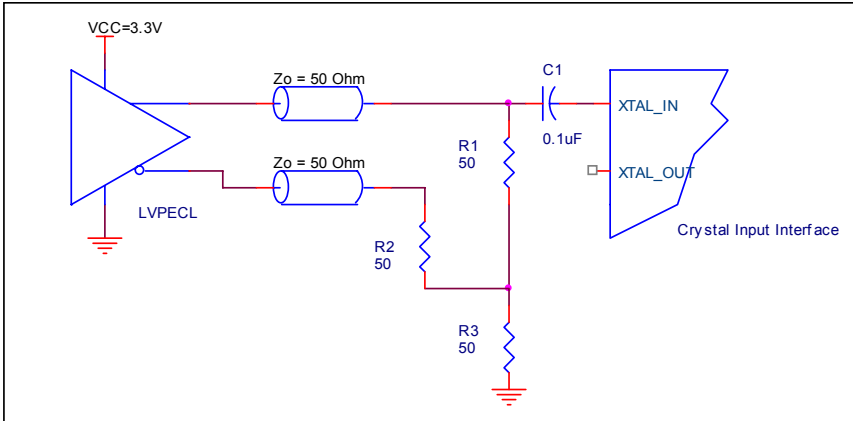 VCC=3.3V
Zo = 50 Ohm
C1
XTAL_IN
R1
50
0.1uF
Zo = 50 Ohm
XTAL_OUT
LVPECL
Crystal Input Interface
R2
50
R3
50